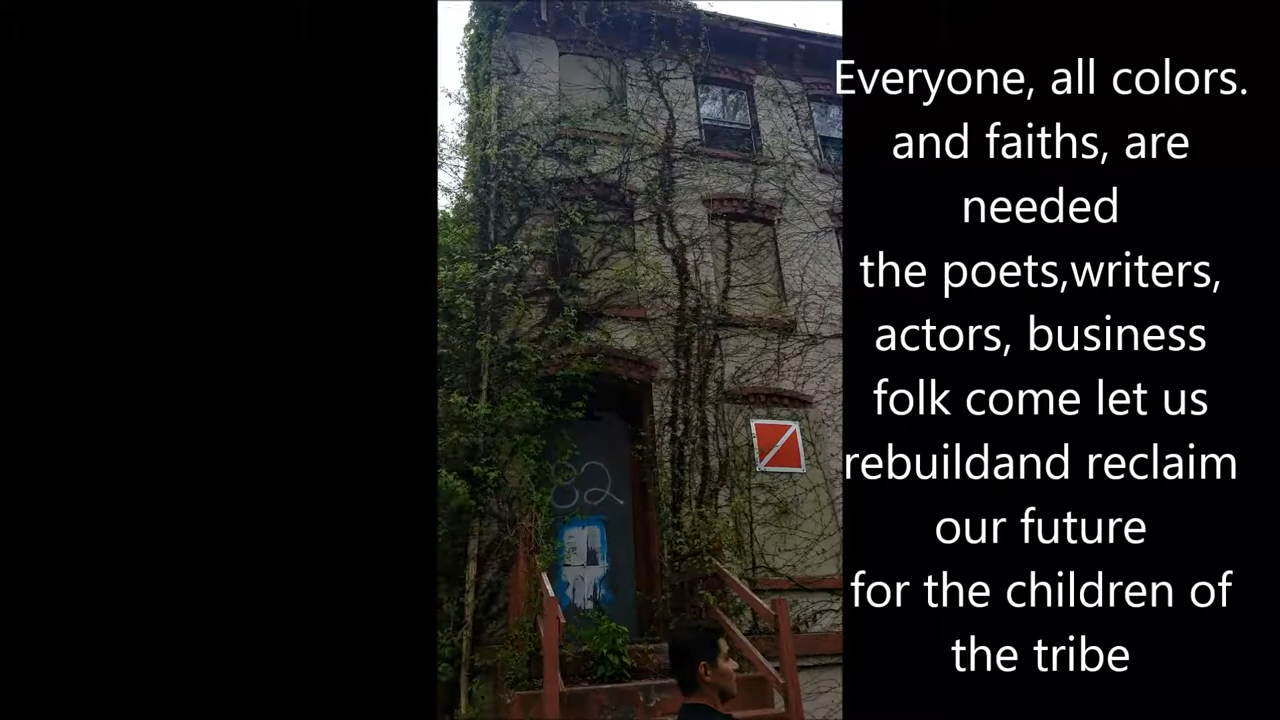 Everyone, all colors.
and faiths, are
needed
the poets,writers,
actors, business
folk come let us
rebuildand reclaim
our future
for the children of
the tribe
82